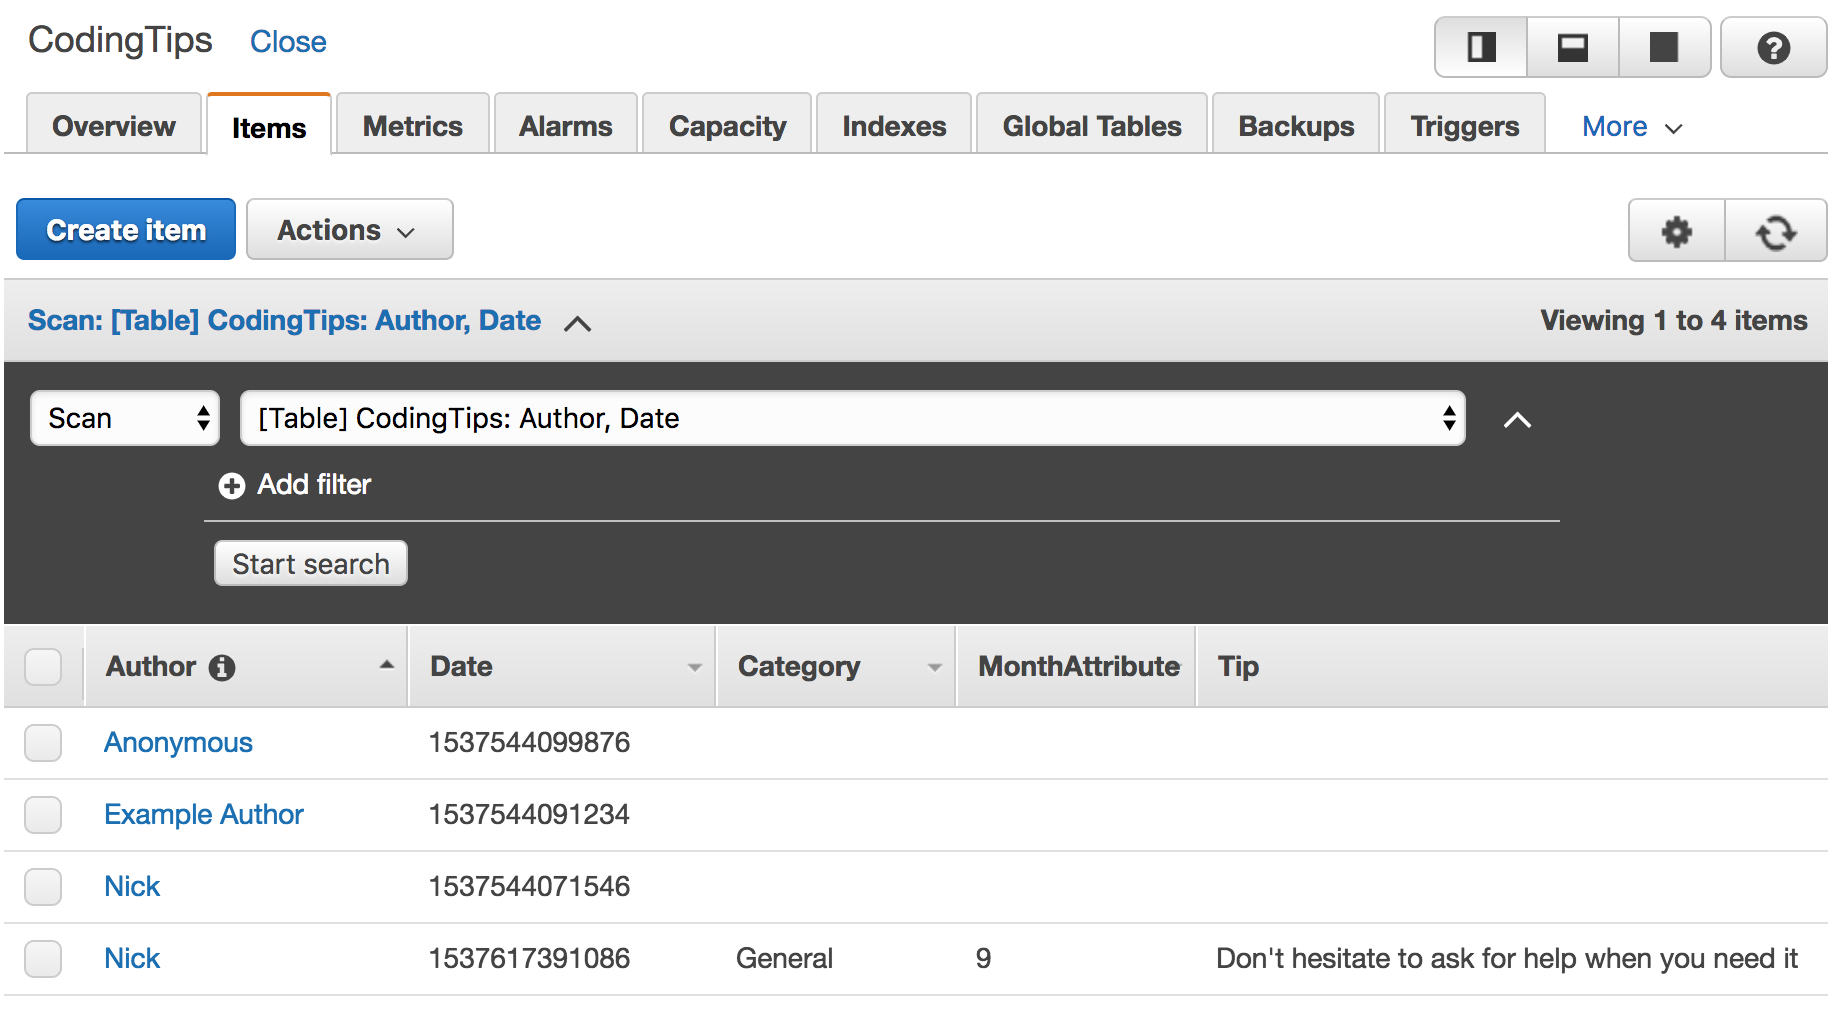 CodingTips Close
Overview Items Metrics Alarms Capacity Indexes Global Tables Backups Triggers More
Create item Actions
Scan: [Table] CodingTips: Author, Date Viewing 1 to 4 items
Scan [Table] CodingTips: Author, Date
Add filter
Start search
Author Date Category MonthAttribute Tip
Anonymous 1537544099876
Example Author 1537544091234
Nick 1537544071546
Nick 1537617391086 General 9 Don't hesitate to ask for help when you need it